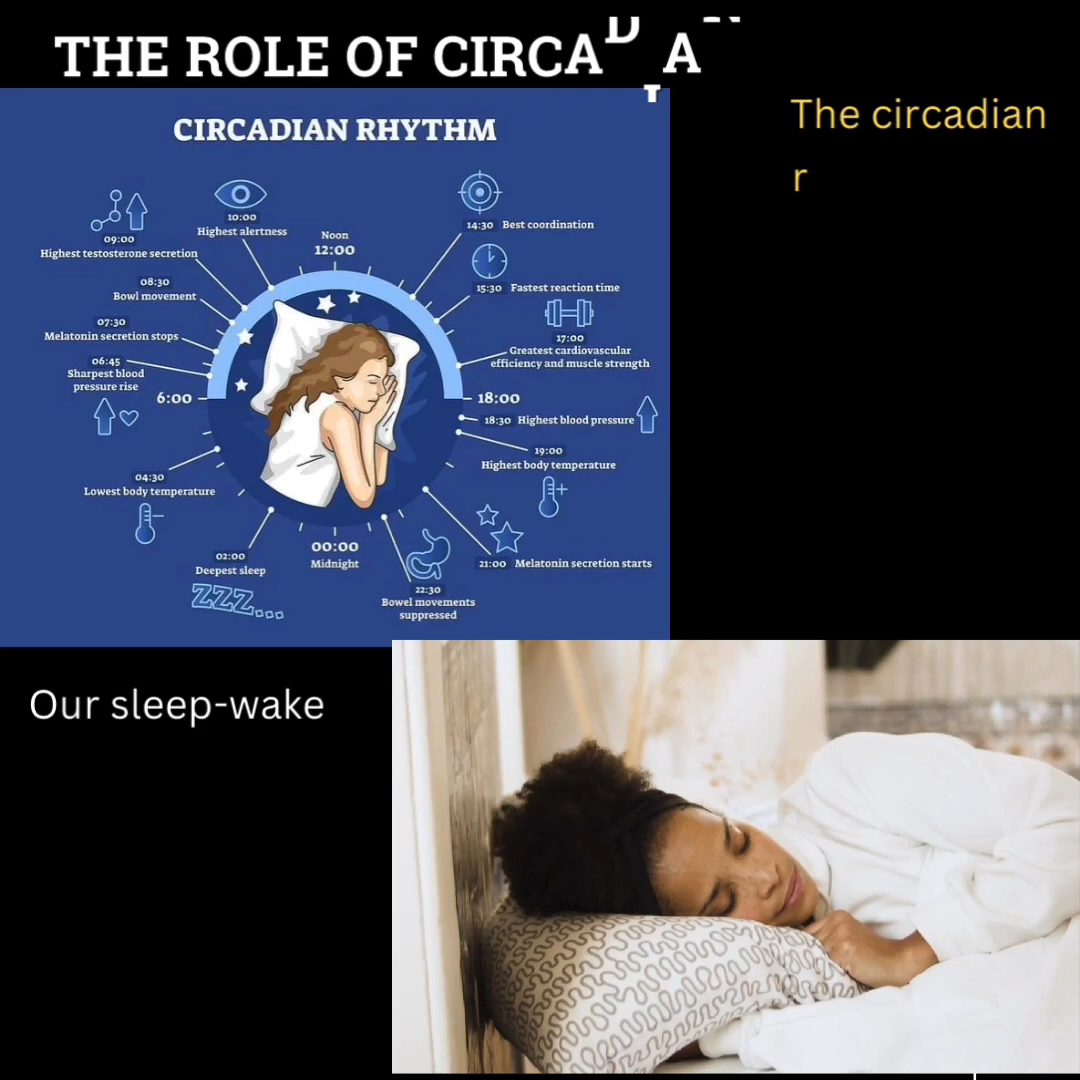 THE ROLE OF CIRCADIA
The circadian
r
CIRCADIAN RHYTHM
10:00
Highest alertness
09:00
Highest testosterone secretion
08:30
Bowl movement
07:30
Melatonin secretion stops
06:45
Sharpest blood
pressure rise
6:00
04:30
Lowest body temperature
02:00
Deepest sleep
ZZZ...
Noon
12:00
14:30 Best coordination
15:30 Fastest reaction time
17:00
Greatest cardiovascular
efficiency and muscle strength
18:00
18:30 Highest blood pressure
19:00
Highest body temperature
21:00 Melatonin secretion starts
22:30
Bowel movements
suppressed
00:00
Midnight
Our sleep-wake